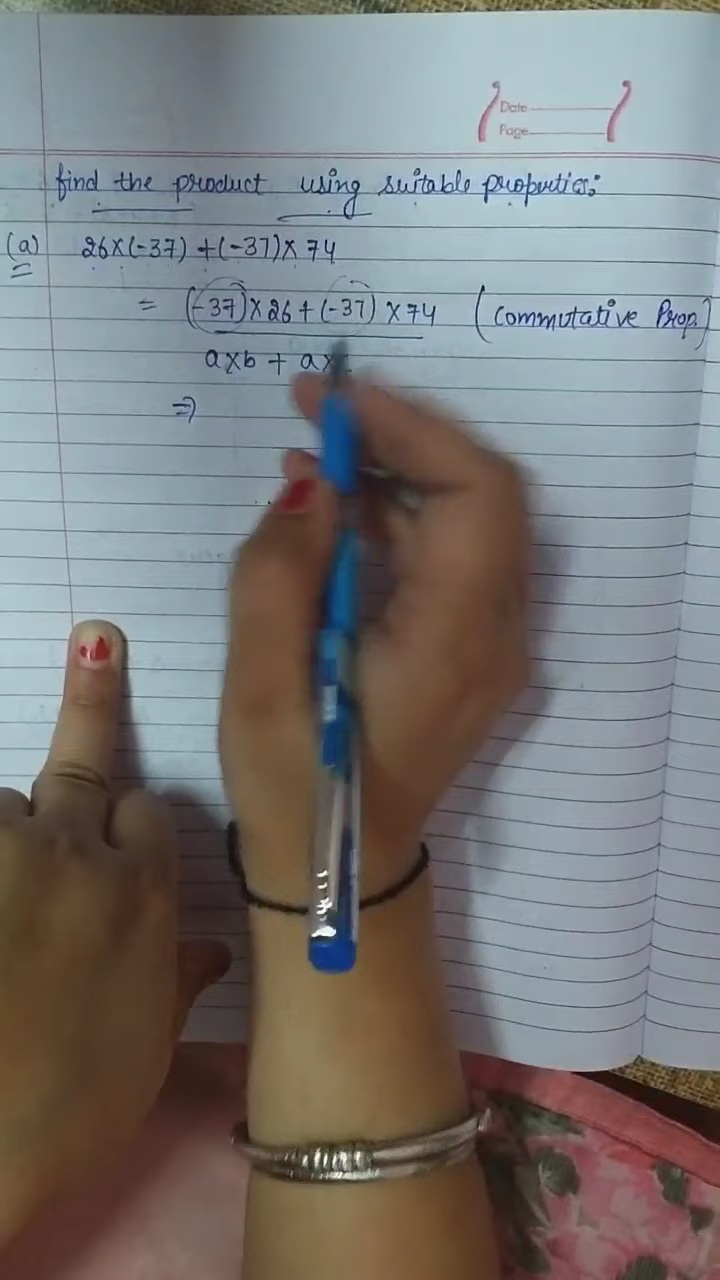 Date
Page
find the product using suitable properties:
(a) 26×(-37) +(-37)× 74
= (-37)×26+(-37) ×74 (Commutative Prop.)
a×b + a×
⇒